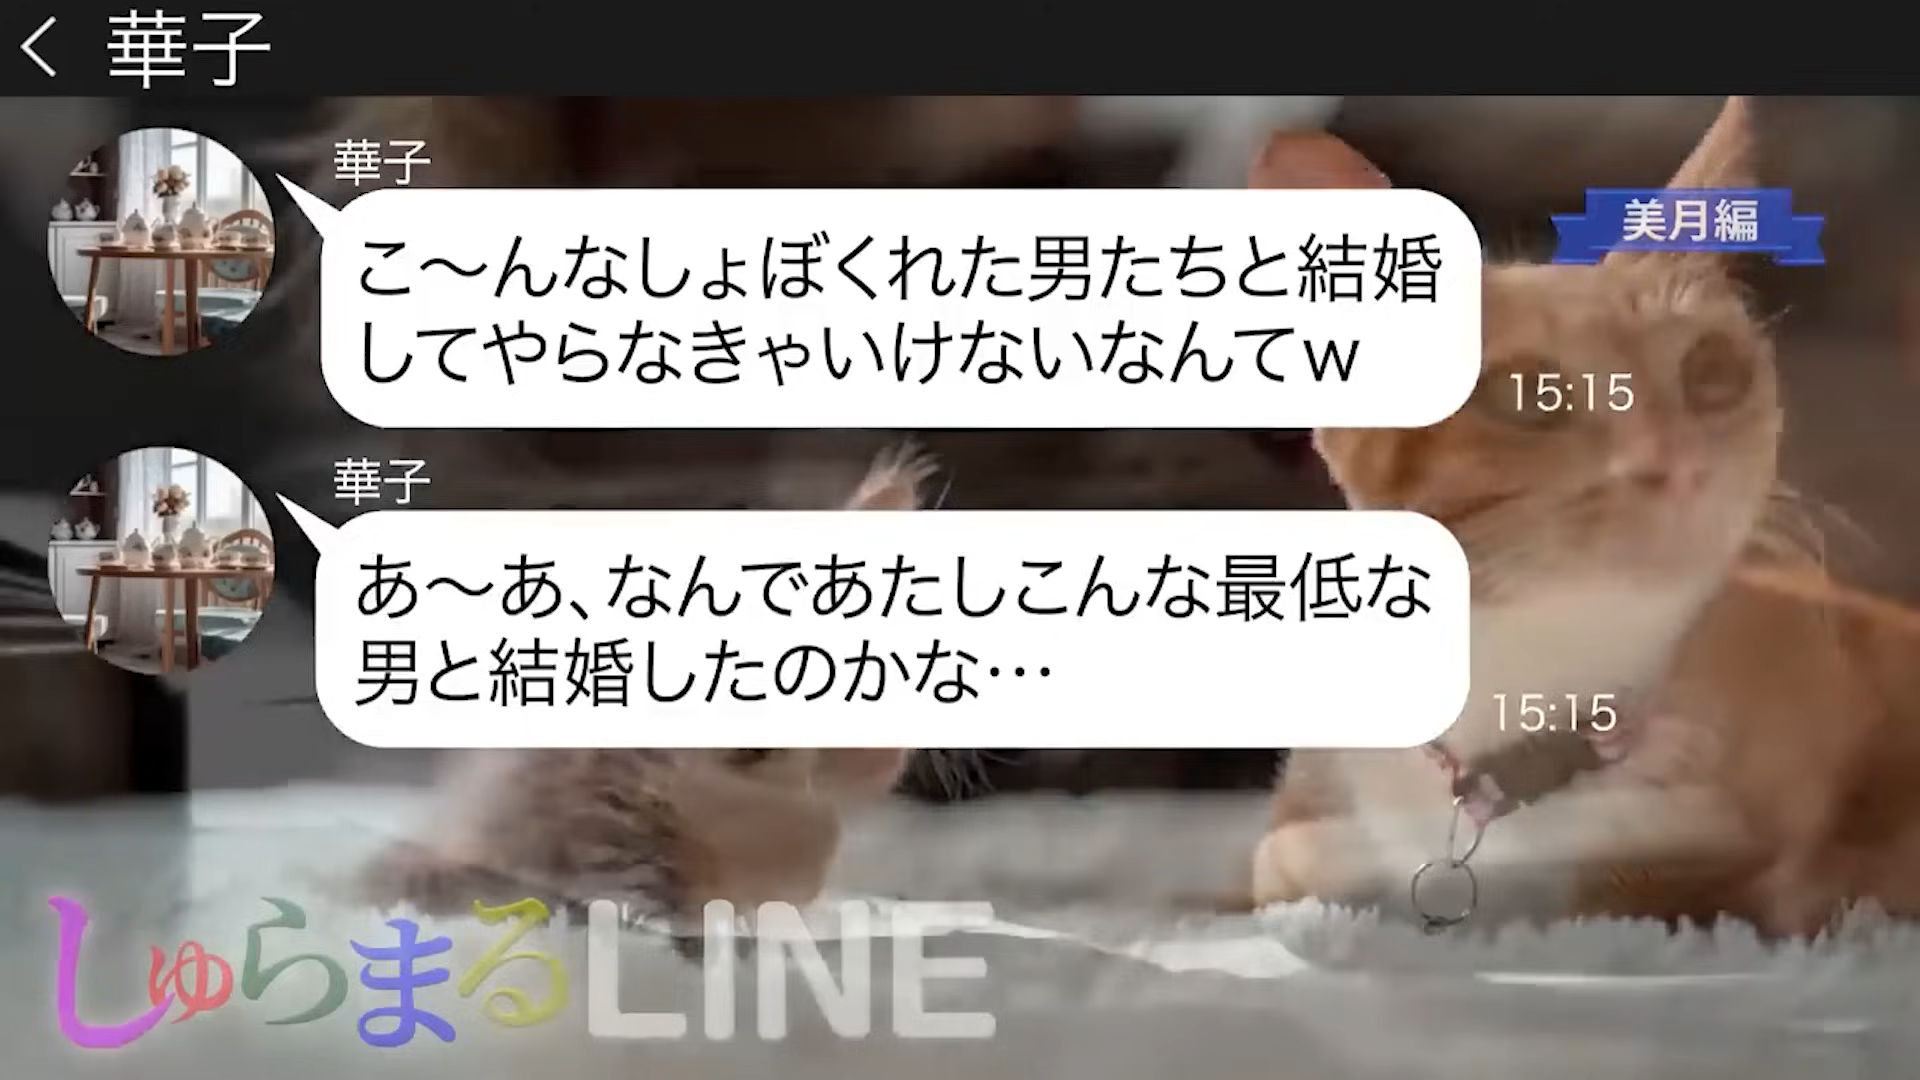 華子
華子
こ〜んなしょぼくれた男たちと結婚
してやらなきゃいけないなんてw
15:15
美月編
華子
あ〜あ、なんであたしこんな最低な
男と結婚したのかな…
15:15
しゅらまるLINE